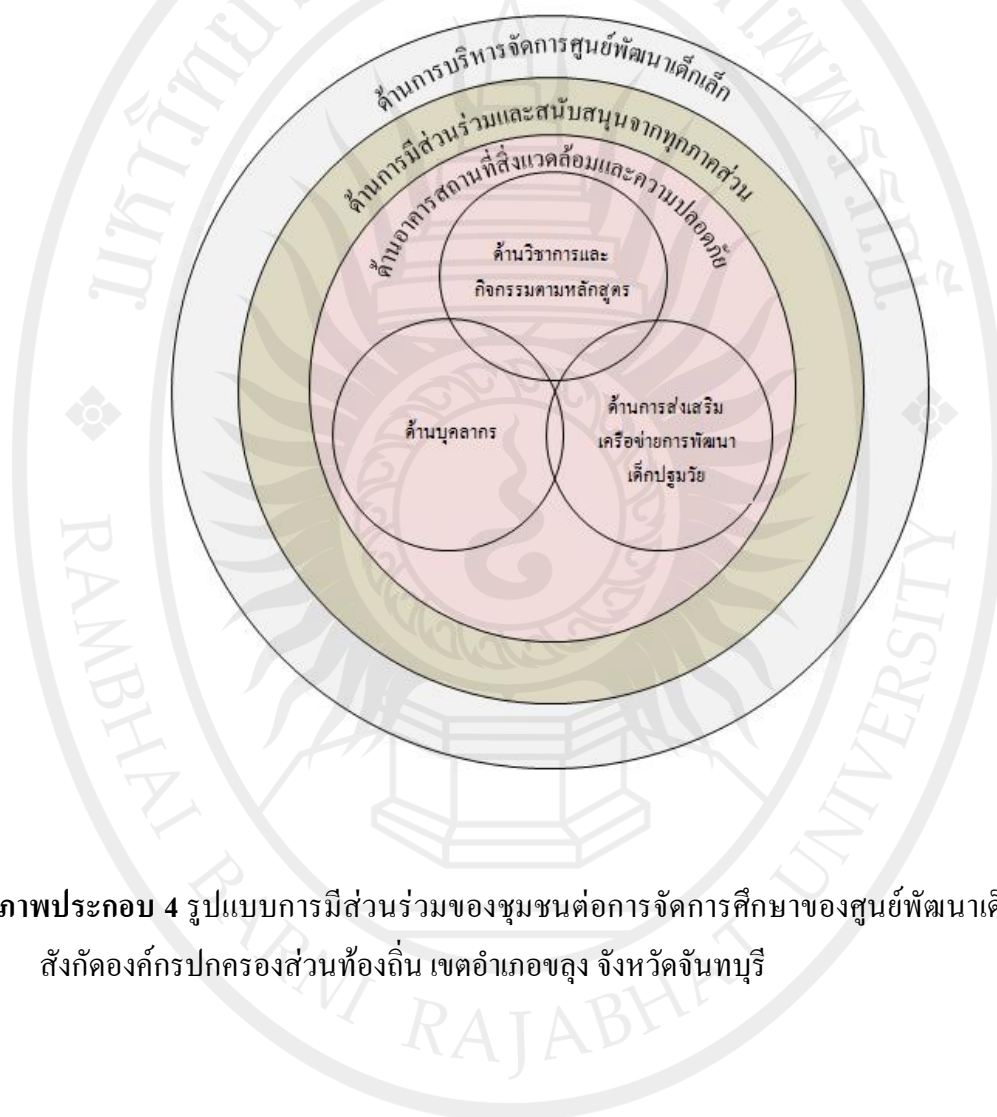 ด้านการบริหารจัดการศูนย์พัฒนาเด็กเล็ก
ด้านการมีส่วนร่วมและสนับสนุนจากทุกภาคส่วน
ด้านอาคารสถานที่สิ่งแวดล้อมและความปลอดภัย
ด้านวิชาการและ
กิจกรรมตามหลักสูตร
ด้านบุคลากร
ด้านการส่งเสริม
เครือข่ายการพัฒนา
เด็กปฐมวัย
RAMBHAI BARNI RAJABHAT UNIVERSITY
ภาพประกอบ 4 รูปแบบการมีส่วนร่วมของชุมชนต่อการจัดการศึกษาของศูนย์พัฒนาเด็
สังกัดองค์กรปกครองส่วนท้องถิ่น เขตอำเภอขลุง จังหวัดจันทบุรี